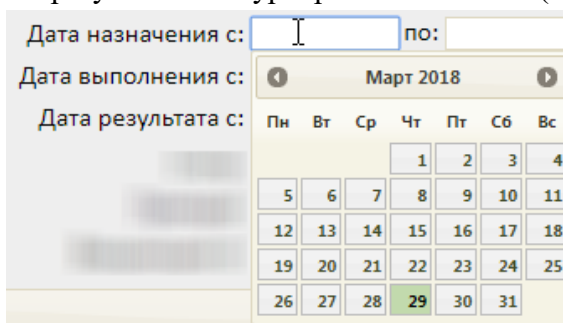 Дата назначения с: по:
Дата выполнения с: Март 2018
Дата результата с: Пн Вт Ср Чт Пт Сб Вс
1 2 3 4
5 6 7 8 9 10 11
12 13 14 15 16 17 18
19 20 21 22 23 24 25
26 27 28 29 30 31